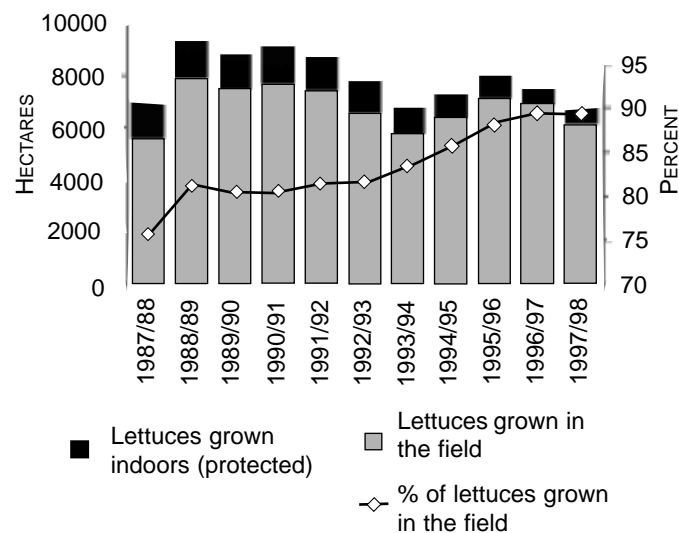 10000
8000
6000
4000
2000
0
HECTARES
95
90
85
80
75
70
PERCENT
1987/88
1988/89
1989/90
1990/91
1991/92
1992/93
1993/94
1994/95
1995/96
1996/97
1997/98
Lettuces grown
indoors (protected)
Lettuces grown in
the field
% of lettuces grown
in the field